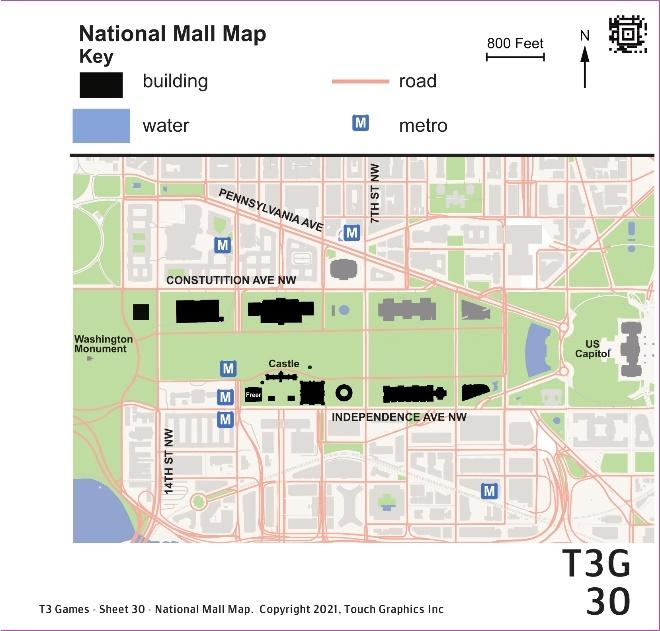 National Mall Map
Key
building
water
road
M metro
800 Feet
N
PENNSYLVANIA AVE
7TH ST NW
M
M
CONSTUTITION AVE NW
Washington
Monument
US
Capitol
Castle
M
M
Freer
M
INDEPENDENCE AVE NW
14TH ST NW
M
T3G
30
T3 Games - Sheet 30 - National Mall Map. Copyright 2021, Touch Graphics Inc